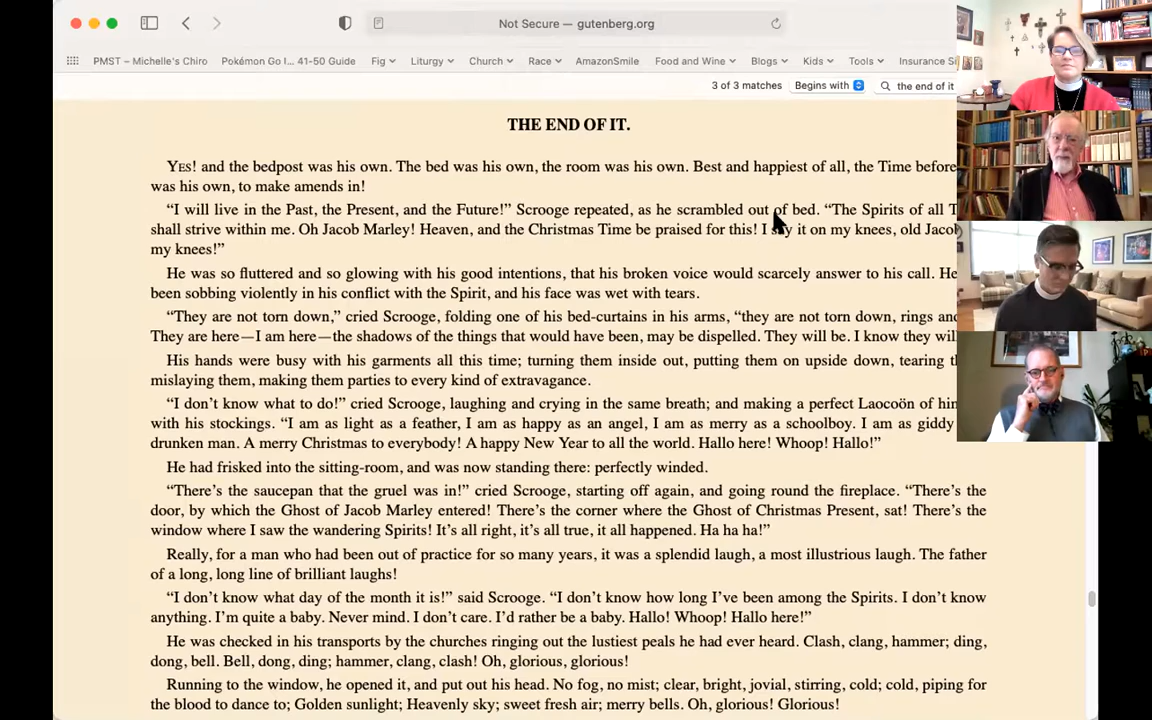 Not Secure — gutenberg.org
PMST – Michelle's Chiro Pokémon Go I... 41-50 Guide Fig Liturgy Church Race AmazonSmile Food and Wine Blogs Kids Tools Insurance
3 of 3 matches Begins with the end of it
THE END OF IT.
YES! and the bedpost was his own. The bed was his own, the room was his own. Best and happiest of all, the Time before
was his own, to make amends in!
“I will live in the Past, the Present, and the Future!” Scrooge repeated, as he scrambled out of bed. “The Spirits of all
shall strive within me. Oh Jacob Marley! Heaven, and the Christmas Time be praised for this! I say it on my knees, old
my knees!”
He was so fluttered and so glowing with his good intentions, that his broken voice would scarcely answer to his call. He
been sobbing violently in his conflict with the Spirit, and his face was wet with tears.
“They are not torn down,” cried Scrooge, folding one of his bed-curtains in his arms, “they are not torn down, rings
They are here—I am here—the shadows of the things that would have been, may be dispelled. They will be. I know they
His hands were busy with his garments all this time; turning them inside out, putting them on upside down, tearing
mislaying them, making them parties to every kind of extravagance.
“I don’t know what to do!” cried Scrooge, laughing and crying in the same breath; and making a perfect Laocoön of
with his stockings. “I am as light as a feather, I am as happy as an angel, I am as merry as a schoolboy. I am as giddy
drunken man. A merry Christmas to everybody! A happy New Year to all the world. Hallo here! Whoop! Hallo!”
He had frisked into the sitting-room, and was now standing there: perfectly winded.
“There’s the saucepan that the gruel was in!” cried Scrooge, starting off again, and going round the fireplace. “There’s the
door, by which the Ghost of Jacob Marley entered! There’s the corner where the Ghost of Christmas Present, sat! There’s the
window where I saw the wandering Spirits! It’s all right, it’s all true, it all happened. Ha ha ha!”
Really, for a man who had been out of practice for so many years, it was a splendid laugh, a most illustrious laugh. The father
of a long, long line of brilliant laughs!
“I don’t know what day of the month it is!” said Scrooge. “I don’t know how long I’ve been among the Spirits. I don’t know
anything. I’m quite a baby. Never mind. I don’t care. I’d rather be a baby. Hallo! Whoop! Hallo here!”
He was checked in his transports by the churches ringing out the lustiest peals he had ever heard. Clash, clang, hammer; ding,
dong, bell. Bell, dong, ding; hammer, clang, clash! Oh, glorious, glorious!
Running to the window, he opened it, and put out his head. No fog, no mist; clear, bright, jovial, stirring, cold; cold, piping for
the blood to dance to; Golden sunlight; Heavenly sky; sweet fresh air; merry bells. Oh, glorious! Glorious!